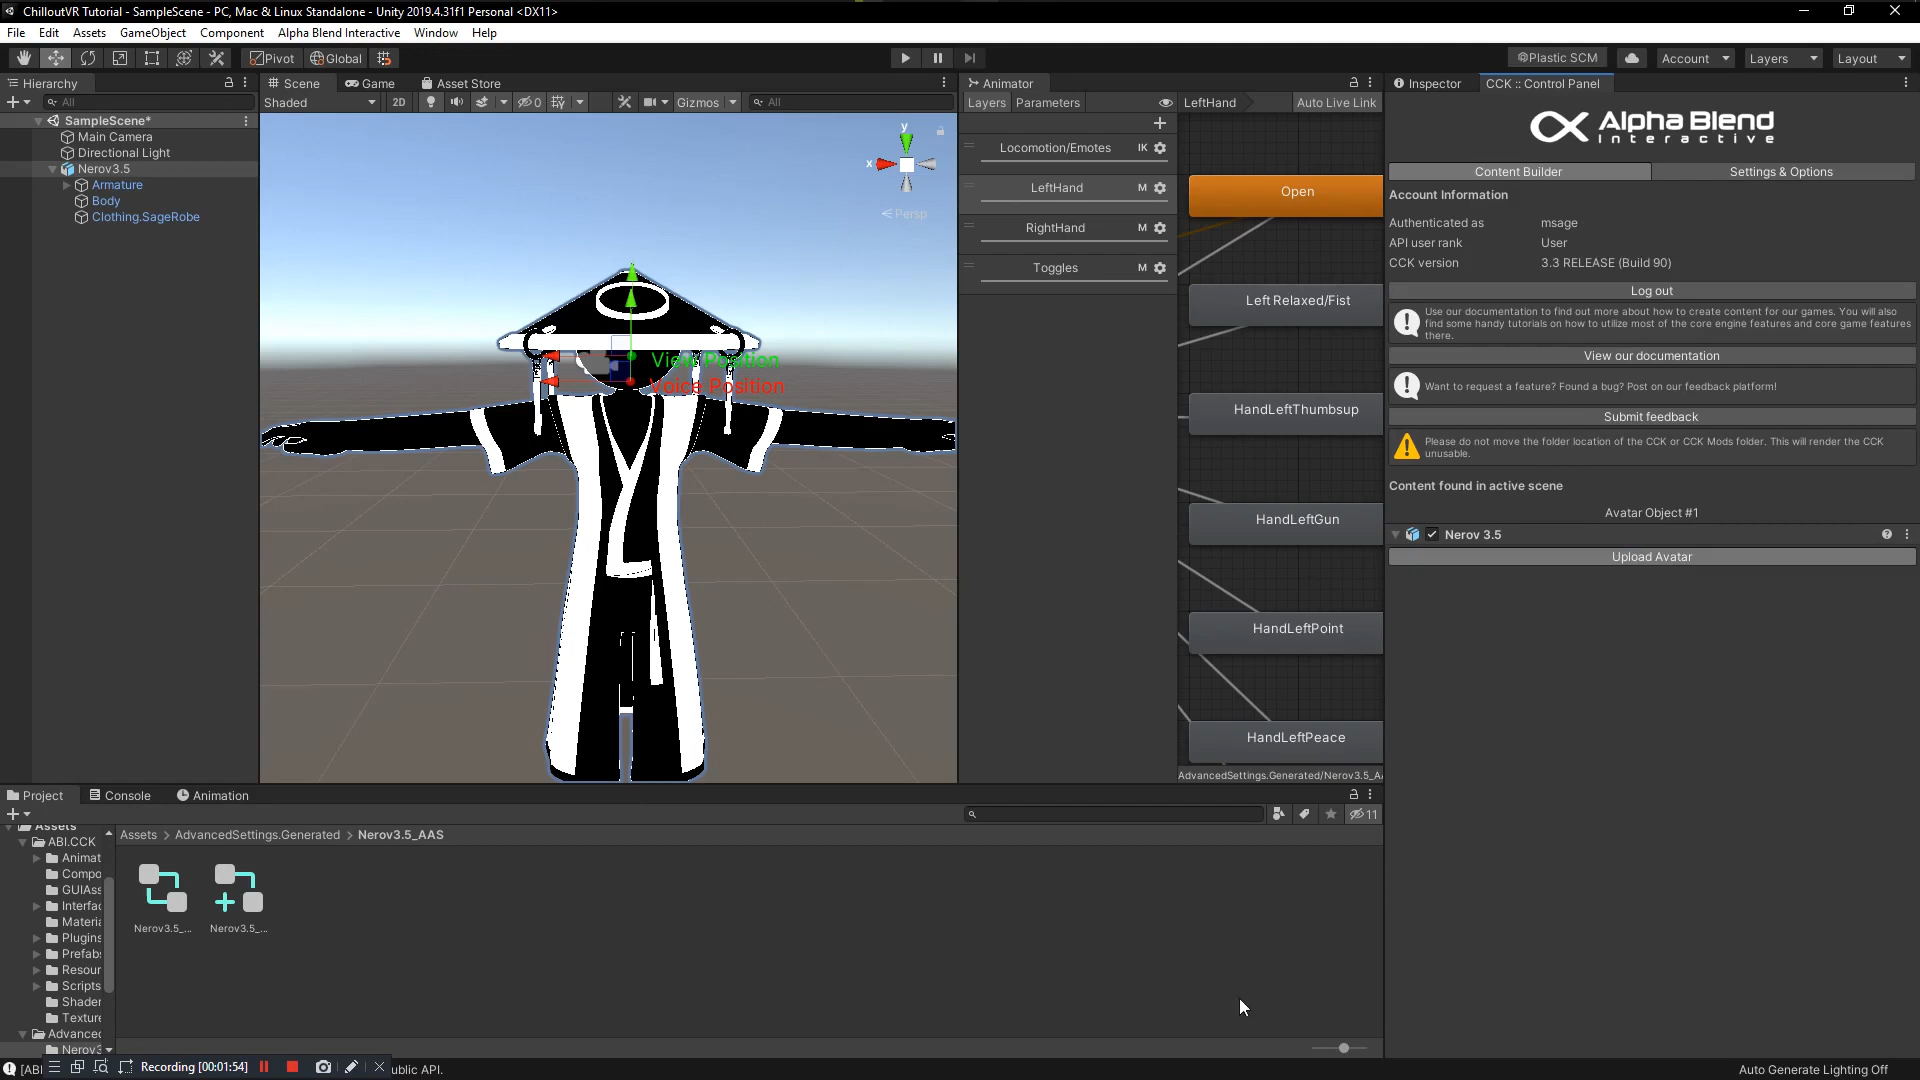 ChilloutVR Tutorial - SampleScene - PC, Mac & Linux Standalone - Unity 2019.4.31f1 Personal <DX11>
File Edit Assets GameObject Component Alpha Blend Interactive Window Help
Pivot Global Plastic SCM Account Layers Layout
Hierarchy Scene Game Asset Store Animator Inspector CCK :: Control Panel
All Shaded 2D 0 Gizmos All Layers Parameters LeftHand Auto Live Link
SampleScene*
Main Camera
Directional Light
Nerov3.5
Armature
Body
Clothing.SageRobe
y
x
Persp
View Position
Voice Position
Locomotion/Emotes IK
LeftHand M
RightHand M
Toggles M
Open
Left Relaxed/Fist
HandLeftThumbsup
HandLeftGun
HandLeftPoint
HandLeftPeace
AdvancedSettings.Generated/Nerov3.5_A
Alpha Blend
Interactive
Content Builder Settings & Options
Account Information
Authenticated as msage
API user rank User
CCK version 3.3 RELEASE (Build 90)
Log out
Use our documentation to find out more about how to create content for our games. You will also
find some handy tutorials on how to utilize most of the core engine features and core game features
there.
View our documentation
Want to request a feature? Found a bug? Post on our feedback platform!
Submit feedback
Please do not move the folder location of the CCK or CCK Mods folder. This will render the CCK
unusable.
Content found in active scene
Avatar Object #1
Nerov 3.5
Upload Avatar
Project Console Animation
11
Assets
ABI.CCK
Animat
Compo
GUIAss
Interfac
Materia
Plugins
Prefabs
Resour
Scripts
Shader
Texture
Advanced
Nerov3
Assets > AdvancedSettings.Generated > Nerov3.5_AAS
Nerov3.5_... Nerov3.5_...
[ABI Recording [00:01:54] ublic API.
Auto Generate Lighting Off